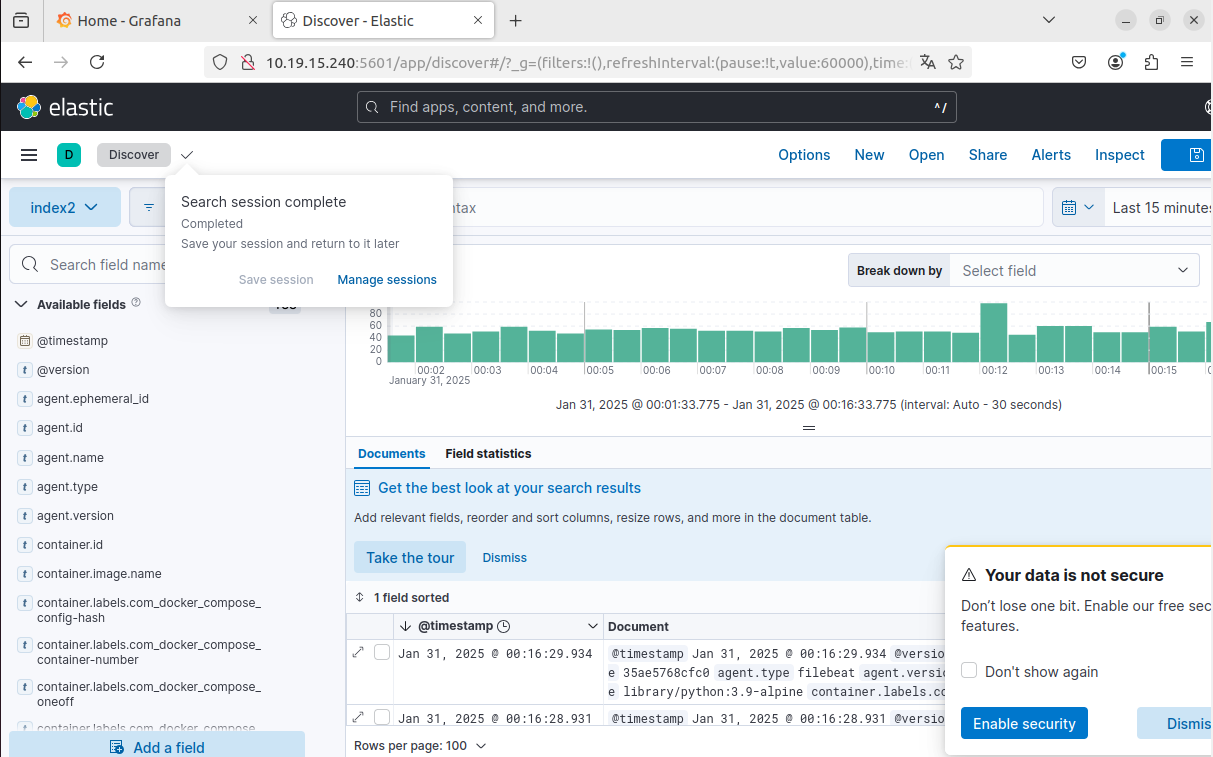 Home - Grafana
Discover - Elastic
10.19.15.240:5601/app/discover#/?_g=(filters:!(),refreshInterval:(pause:!t,value:60000),time:
elastic
Find apps, content, and more.
^/
D
Discover
Options
New
Open
Share
Alerts
Inspect
Search session complete
Completed
Save your session and return to it later
Save session
Manage sessions
index2
Last 15 minutes
Search field name
Break down by
Select field
Available fields
@timestamp
@version
agent.ephemeral_id
agent.id
agent.name
agent.type
agent.version
container.id
container.image.name
container.labels.com_docker_compose_
config-hash
container.labels.com_docker_compose_
container-number
container.labels.com_docker_compose_
oneoff
container.labels.com_docker_compose_
Add a field
80
60
40
20
0
00:02
00:03
00:04
00:05
00:06
00:07
00:08
00:09
00:10
00:11
00:12
00:13
00:14
00:15
January 31, 2025
Jan 31, 2025 @ 00:01:33.775 - Jan 31, 2025 @ 00:16:33.775 (interval: Auto - 30 seconds)
Documents
Field statistics
Get the best look at your search results
Add relevant fields, reorder and sort columns, resize rows, and more in the document table.
Take the tour
Dismiss
1 field sorted
@timestamp
Document
Jan 31, 2025 @ 00:16:29.934
@timestamp Jan 31, 2025 @ 00:16:29.934 @versio
e 35ae5768cfc0 agent.type filebeat agent.versi
e library/python:3.9-alpine container.labels.co
Jan 31, 2025 @ 00:16:28.931
@timestamp Jan 31, 2025 @ 00:16:28.931 @versio
Rows per page: 100
Your data is not secure
Don't lose one bit. Enable our free sec
features.
Don't show again
Enable security
Dismis